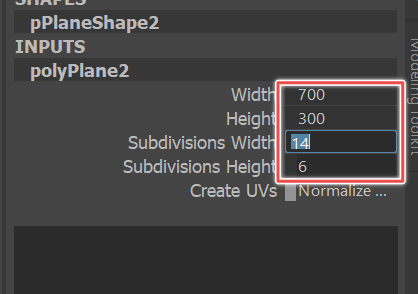 SHAPES
pPlaneShape2
INPUTS
polyPlane2
Width 700
Height 300
Subdivisions Width 14
Subdivisions Height 6
Create UVs Normalize ...
Modeling Toolkit